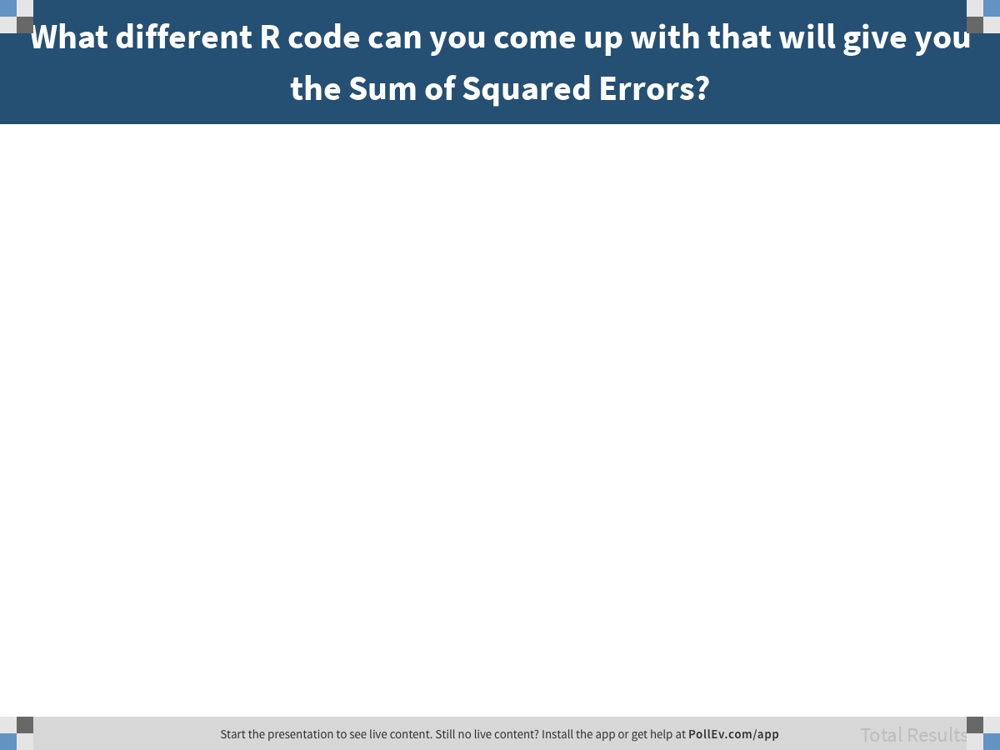 What different R code can you come up with that will give you
the Sum of Squared Errors?
Start the presentation to see live content. Still no live content? Install the app or get help at PollEv.com/app
Total Results